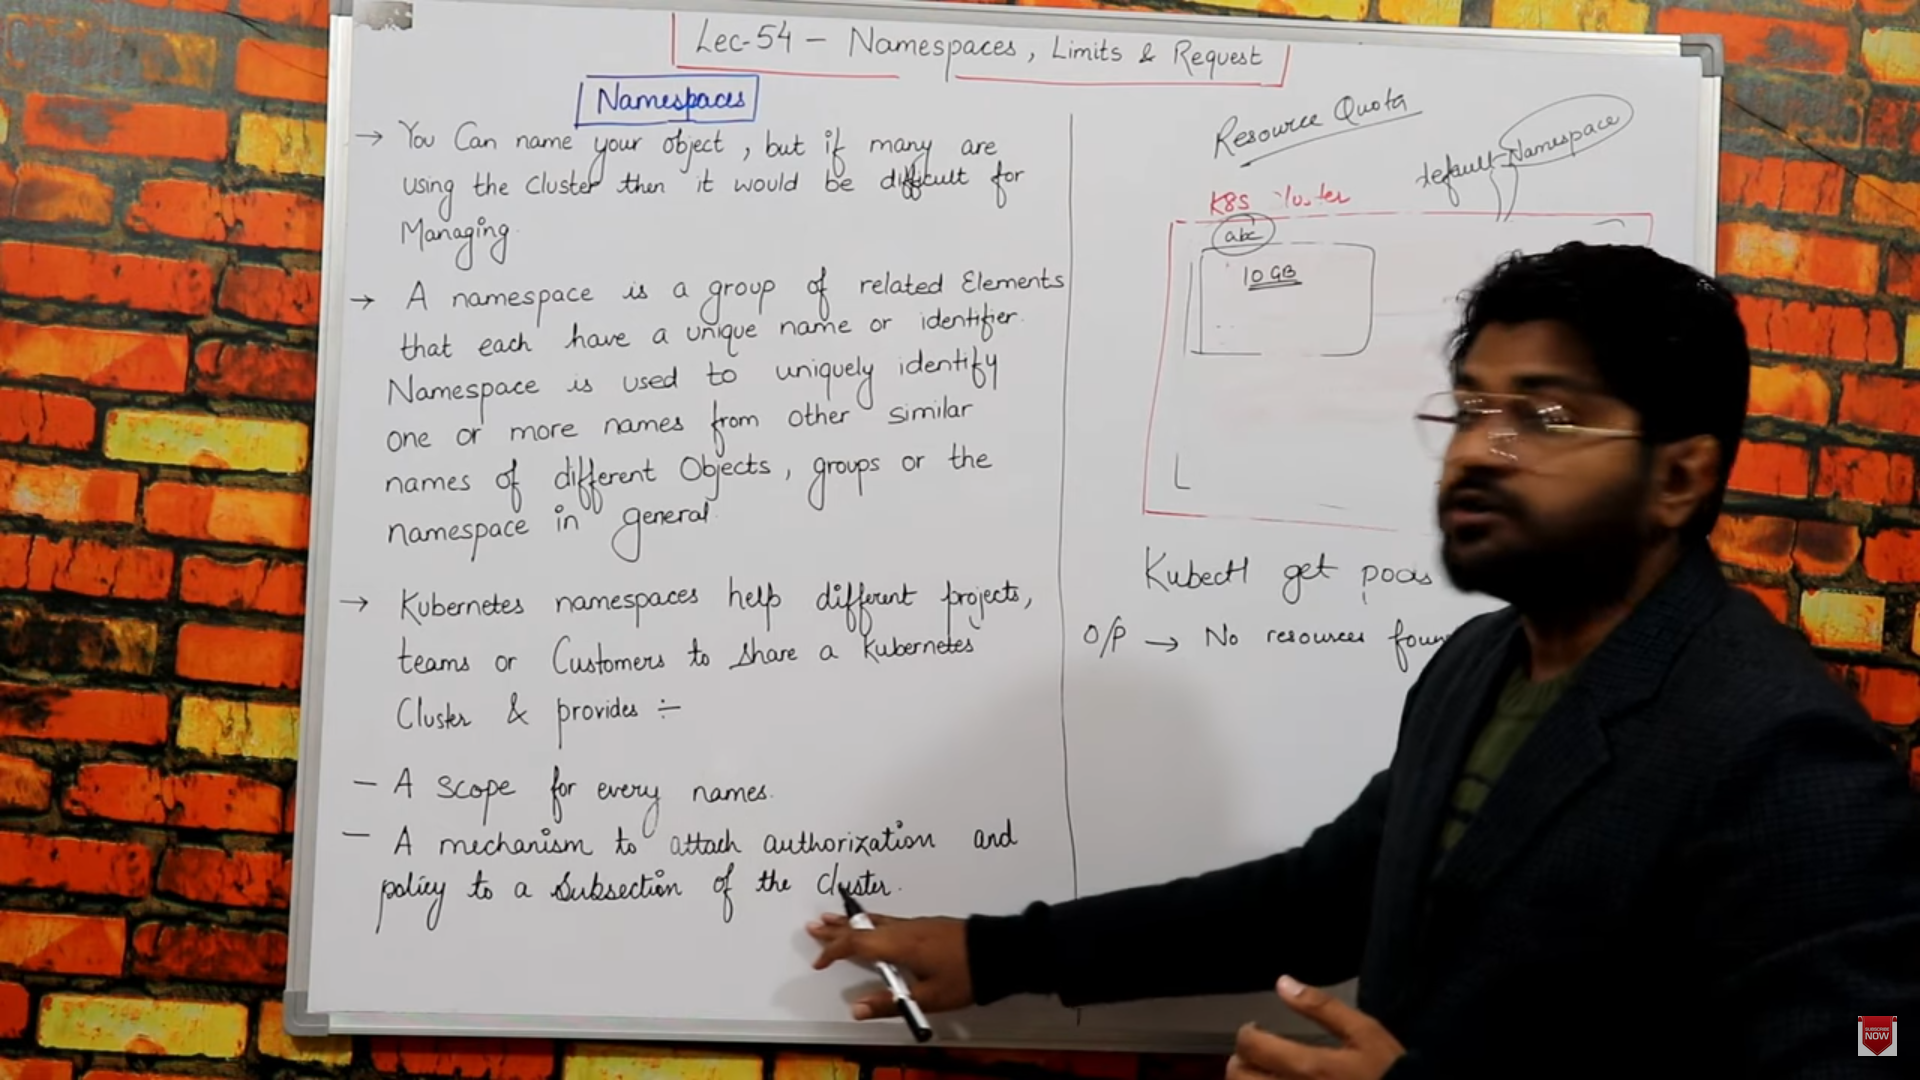 Lec-54 – Namespaces, Limits & Request
Namespaces
→ You Can name your object, but if many are
using the cluster then it would be difficult for
Managing.
→ A namespace is a group of related Elements
that each have a unique name or identifier.
Namespace is used to uniquely identify
one or more names from other similar
names of different Objects, groups or the
namespace in general.
→ Kubernetes namespaces help different projects,
teams or Customers to share a Kubernetes
Cluster & provides ÷
– A scope for every names.
– A mechanism to attach authorization and
policy to a Subsection of the cluster.
Resource Quota
default Namespace
K8s cluster
abc
10 GB
Kubectl get pods
O/P → No resources foun
SUBSCRIBE
NOW